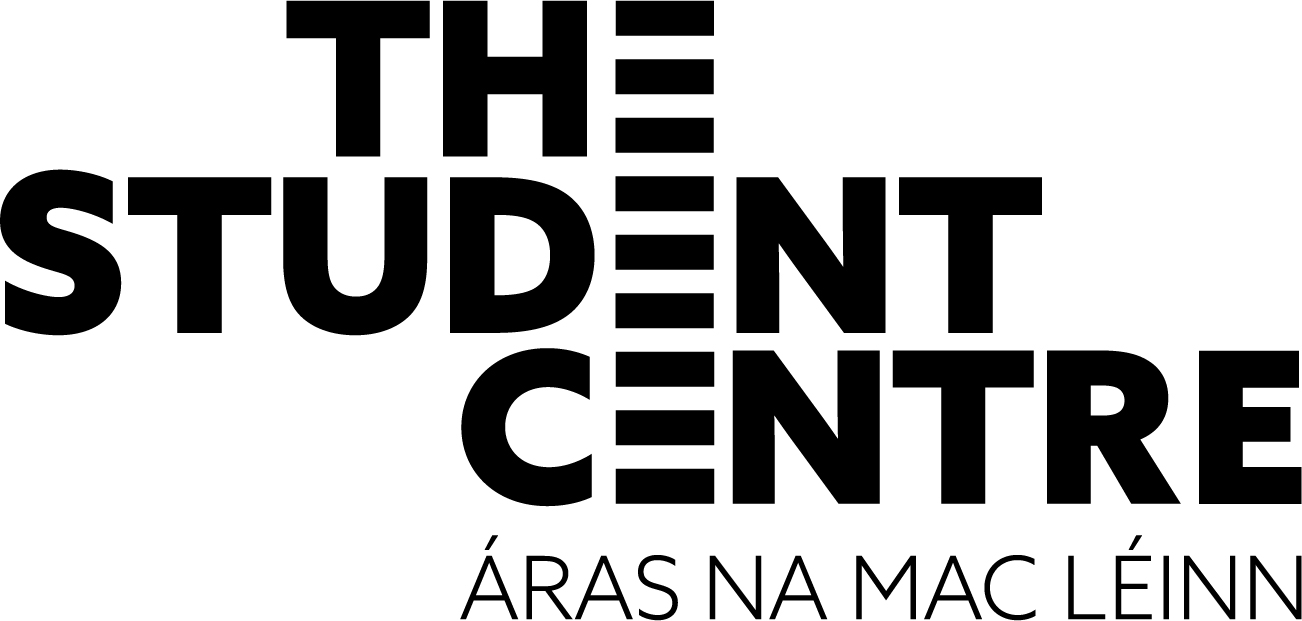 THE
STUDENT
CENTRE
ÁRAS NA MAC LÉINN